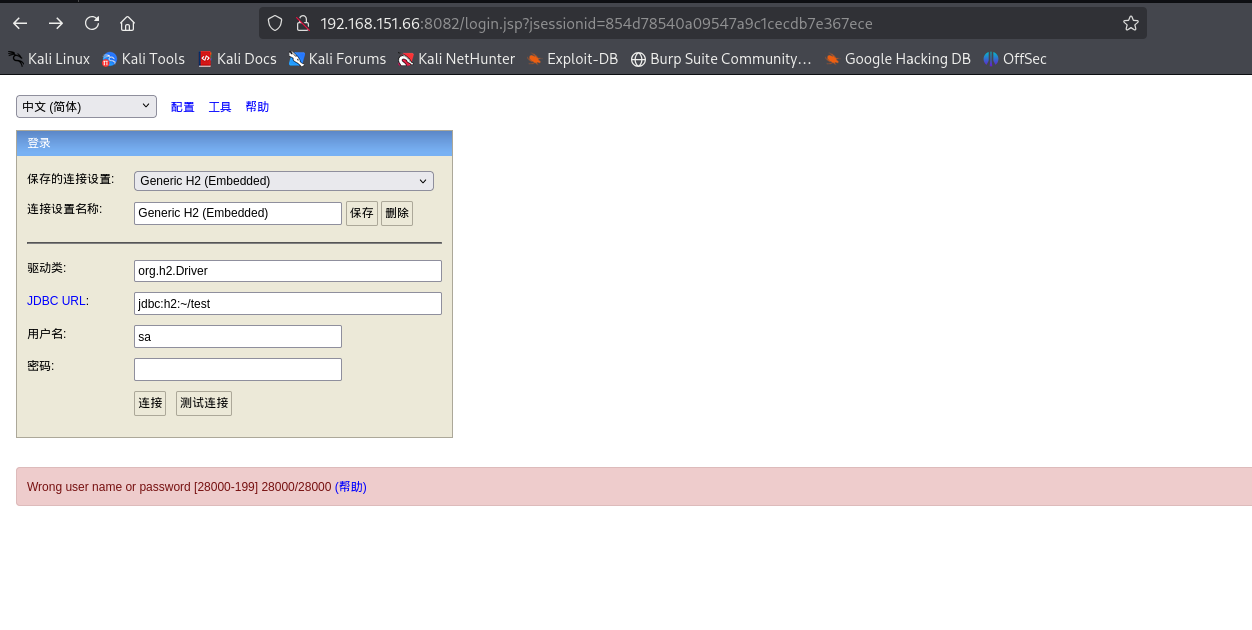 192.168.151.66:8082/login.jsp?jsessionid=854d78540a09547a9c1cecdb7e367ece
Kali Linux Kali Tools Kali Docs Kali Forums Kali NetHunter Exploit-DB Burp Suite Community... Google Hacking DB OffSec
中文 (简体) 配置 工具 帮助
登录
保存的连接设置: Generic H2 (Embedded)
连接设置名称: Generic H2 (Embedded) 保存 删除
驱动类: org.h2.Driver
JDBC URL: jdbc:h2:~/test
用户名: sa
密码:
连接 测试连接
Wrong user name or password [28000-199] 28000/28000 (帮助)